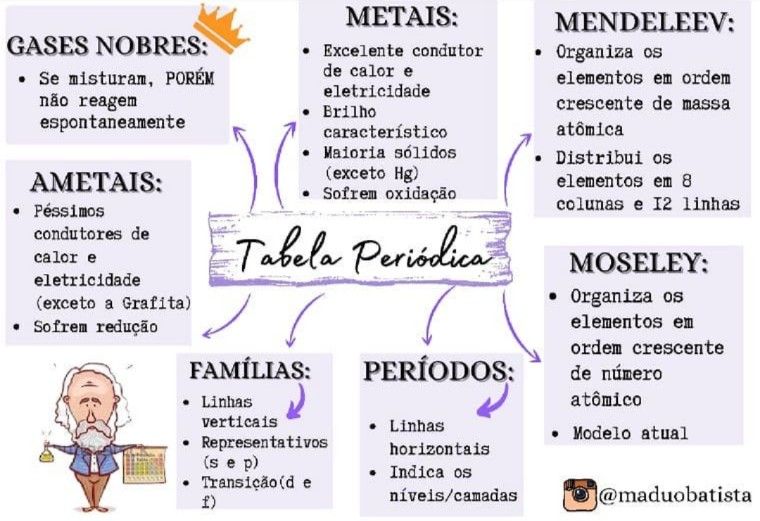 GASES NOBRES:
• Se misturam, PORÉM
não reagem
espontaneamente
METAIS:
• Excelente condutor
de calor e
eletricidade
• Brilho
característico
• Maioria sólidos
(exceto Hg)
• Sofrem oxidação
MENDELEEV:
• Organiza os
elementos em ordem
crescente de massa
atômica
• Distribui os
elementos em 8
colunas e I2 linhas
AMETAIS:
• Péssimos
condutores de
calor e
eletricidade
(exceto a Grafita)
• Sofrem redução
Tabela Periódica
MOSELEY:
• Organiza os
elementos em
ordem crescente
de número
atômico
• Modelo atual
FAMÍLIAS:
• Linhas
verticais
• Representativos
(s e p)
• Transição(d e
f)
PERÍODOS:
• Linhas
horizontais
• Indica os
níveis/camadas
@maduobatista